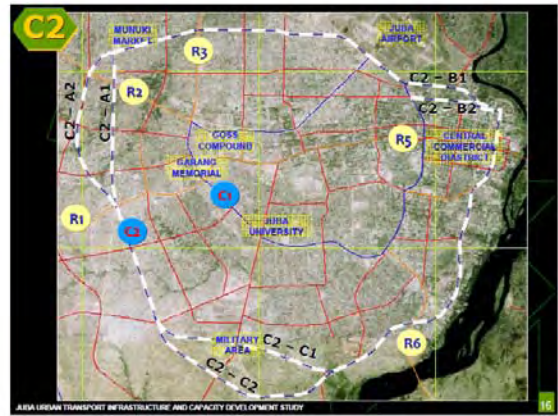 C2
MUNUKI
MARKET
R3
JUBA
AIRPORT
C2 – A2
C2 – A1
R2
C2 – B1
C2 – B2
GOSS
COMPOUND
R5
CENTRAL
COMMERCIAL
DIASTRICT
GARANG
MEMORIAL
C1
R1
C2
JUBA
UNIVERSITY
MILITARY
AREA
C2 – C1
C2 – C2
R6
JUBA URBAN TRANSPORT INFRASTRUCTURE AND CAPACITY DEVELOPMENT STUDY
16